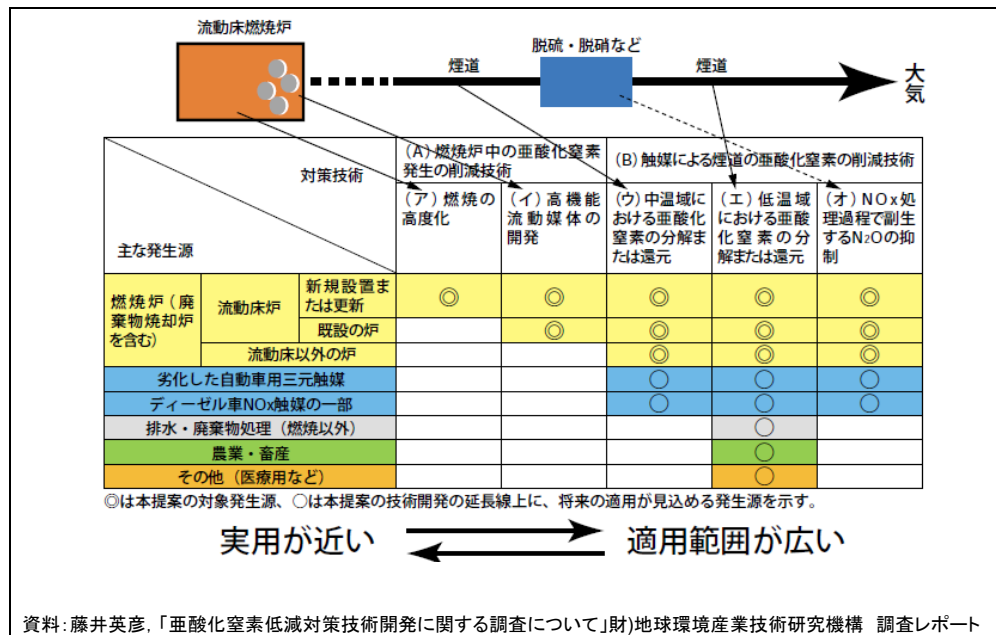 流動床燃焼炉
脱硫・脱硝など
煙道
煙道
大
気
対策技術
主な発生源
(A)燃焼炉中の亜酸化窒素
発生の削減技術
(B)触媒による煙道の亜酸化窒素の削減技術
(ア)燃焼の
高度化
(イ)高機能
流動媒体の
開発
(ウ)中温域に
おける亜酸化
窒素の分解ま
たは還元
(エ)低温域
における亜酸
化窒素の分
解または還元
(オ)NOx処
理過程で副生
するN₂Oの抑
制
燃焼炉(廃
棄物焼却炉
を含む)
流動床炉
新規設置ま
たは更新
◎ ◎ ◎ ◎ ◎
既設の炉
◎ ◎ ◎ ◎
流動床以外の炉
◎ ◎ ◎
劣化した自動車用三元触媒
○ ○ ○
ディーゼル車NOx触媒の一部
○ ○ ○
排水・廃棄物処理(燃焼以外)
○
農業・畜産
○
その他(医療用など)
○
◎は本提案の対象発生源、○は本提案の技術開発の延長線上に、将来の適用が見込める発生源を示す。
実用が近い
適用範囲が広い
資料:藤井英彦,「亜酸化窒素低減対策技術開発に関する調査について」財)地球環境産業技術研究機構 調査レポート